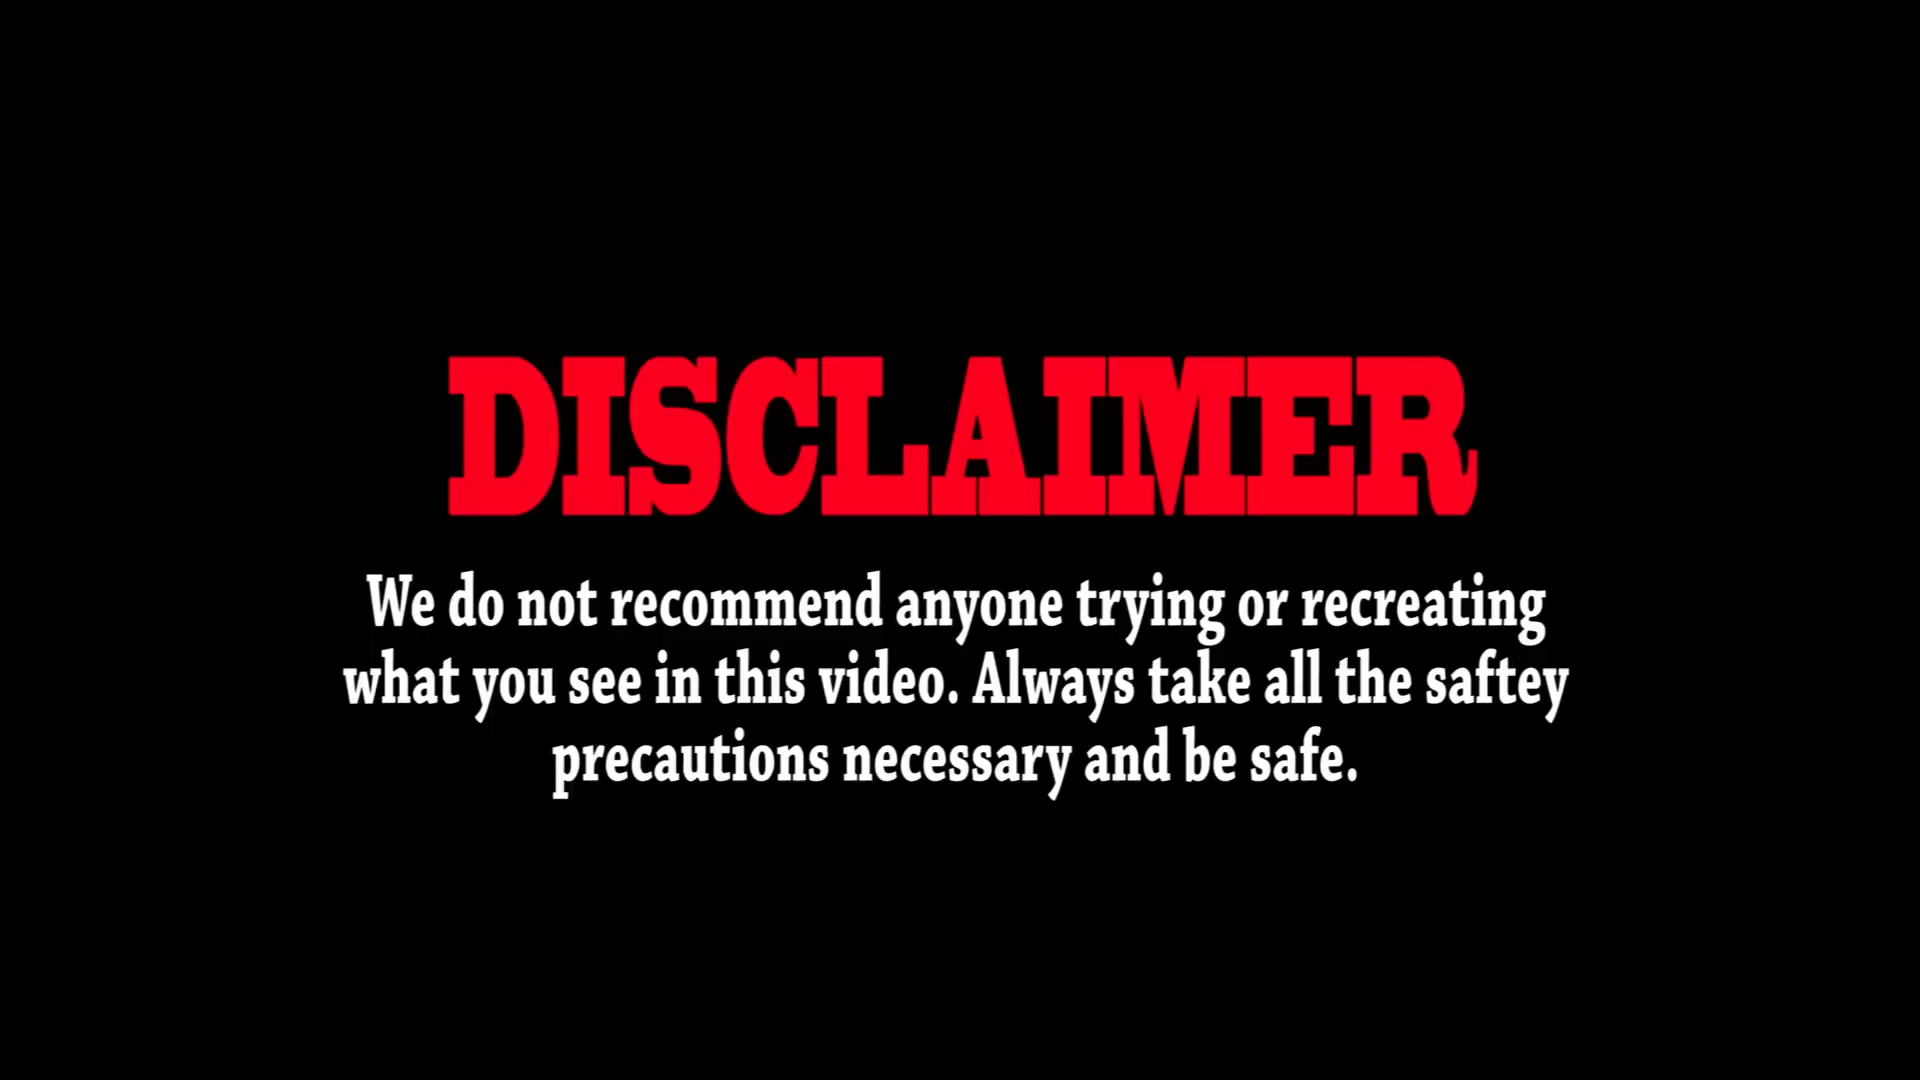 DISCLAIMER
We do not recommend anyone trying or recreating
what you see in this video. Always take all the saftey
precautions necessary and be safe.